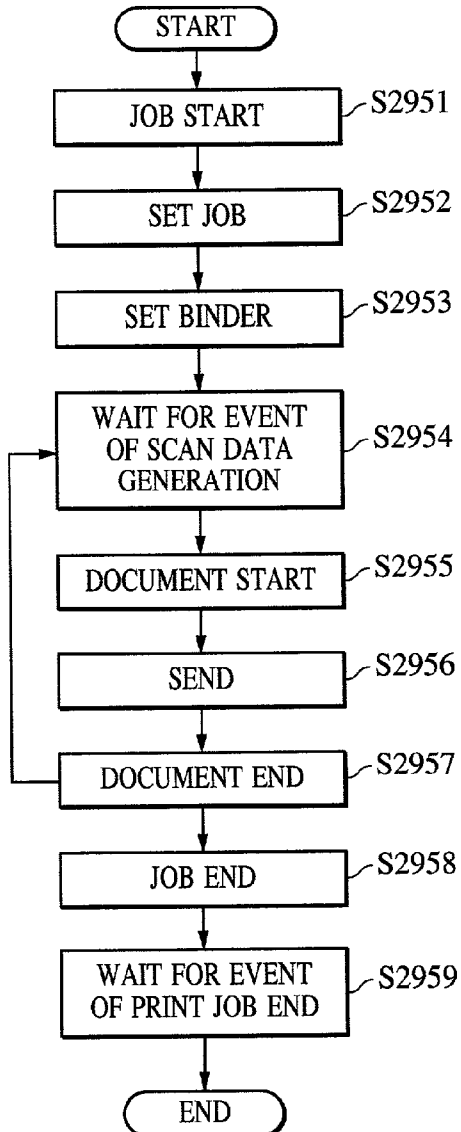 START
JOB START
S2951
SET JOB
S2952
SET BINDER
S2953
WAIT FOR EVENT
OF SCAN DATA
GENERATION
S2954
DOCUMENT START
S2955
SEND
S2956
DOCUMENT END
S2957
JOB END
S2958
WAIT FOR EVENT
OF PRINT JOB END
S2959
END